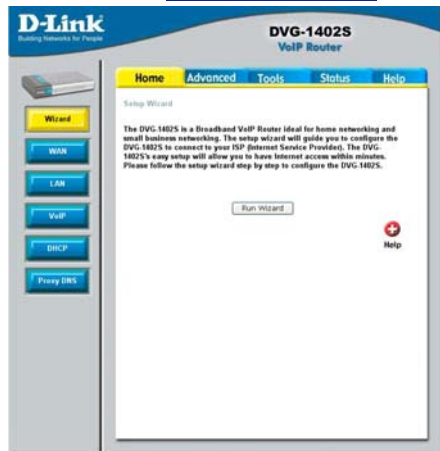 D-Link
Building Networks for People
DVG-1402S
VoIP Router
Home Advanced Tools Status Help
Wizard
WAN
LAN
VoIP
DHCP
Proxy DNS
Setup Wizard
The DVG-1402S is a Broadband VoIP Router ideal for home networking and
small business networking. The setup wizard will guide you to configure the
DVG-1402S to connect to your ISP (Internet Service Provider). The DVG-
1402S's easy setup will allow you to have Internet access within minutes.
Please follow the setup wizard step by step to configure the DVG-1402S.
Run Wizard
Help